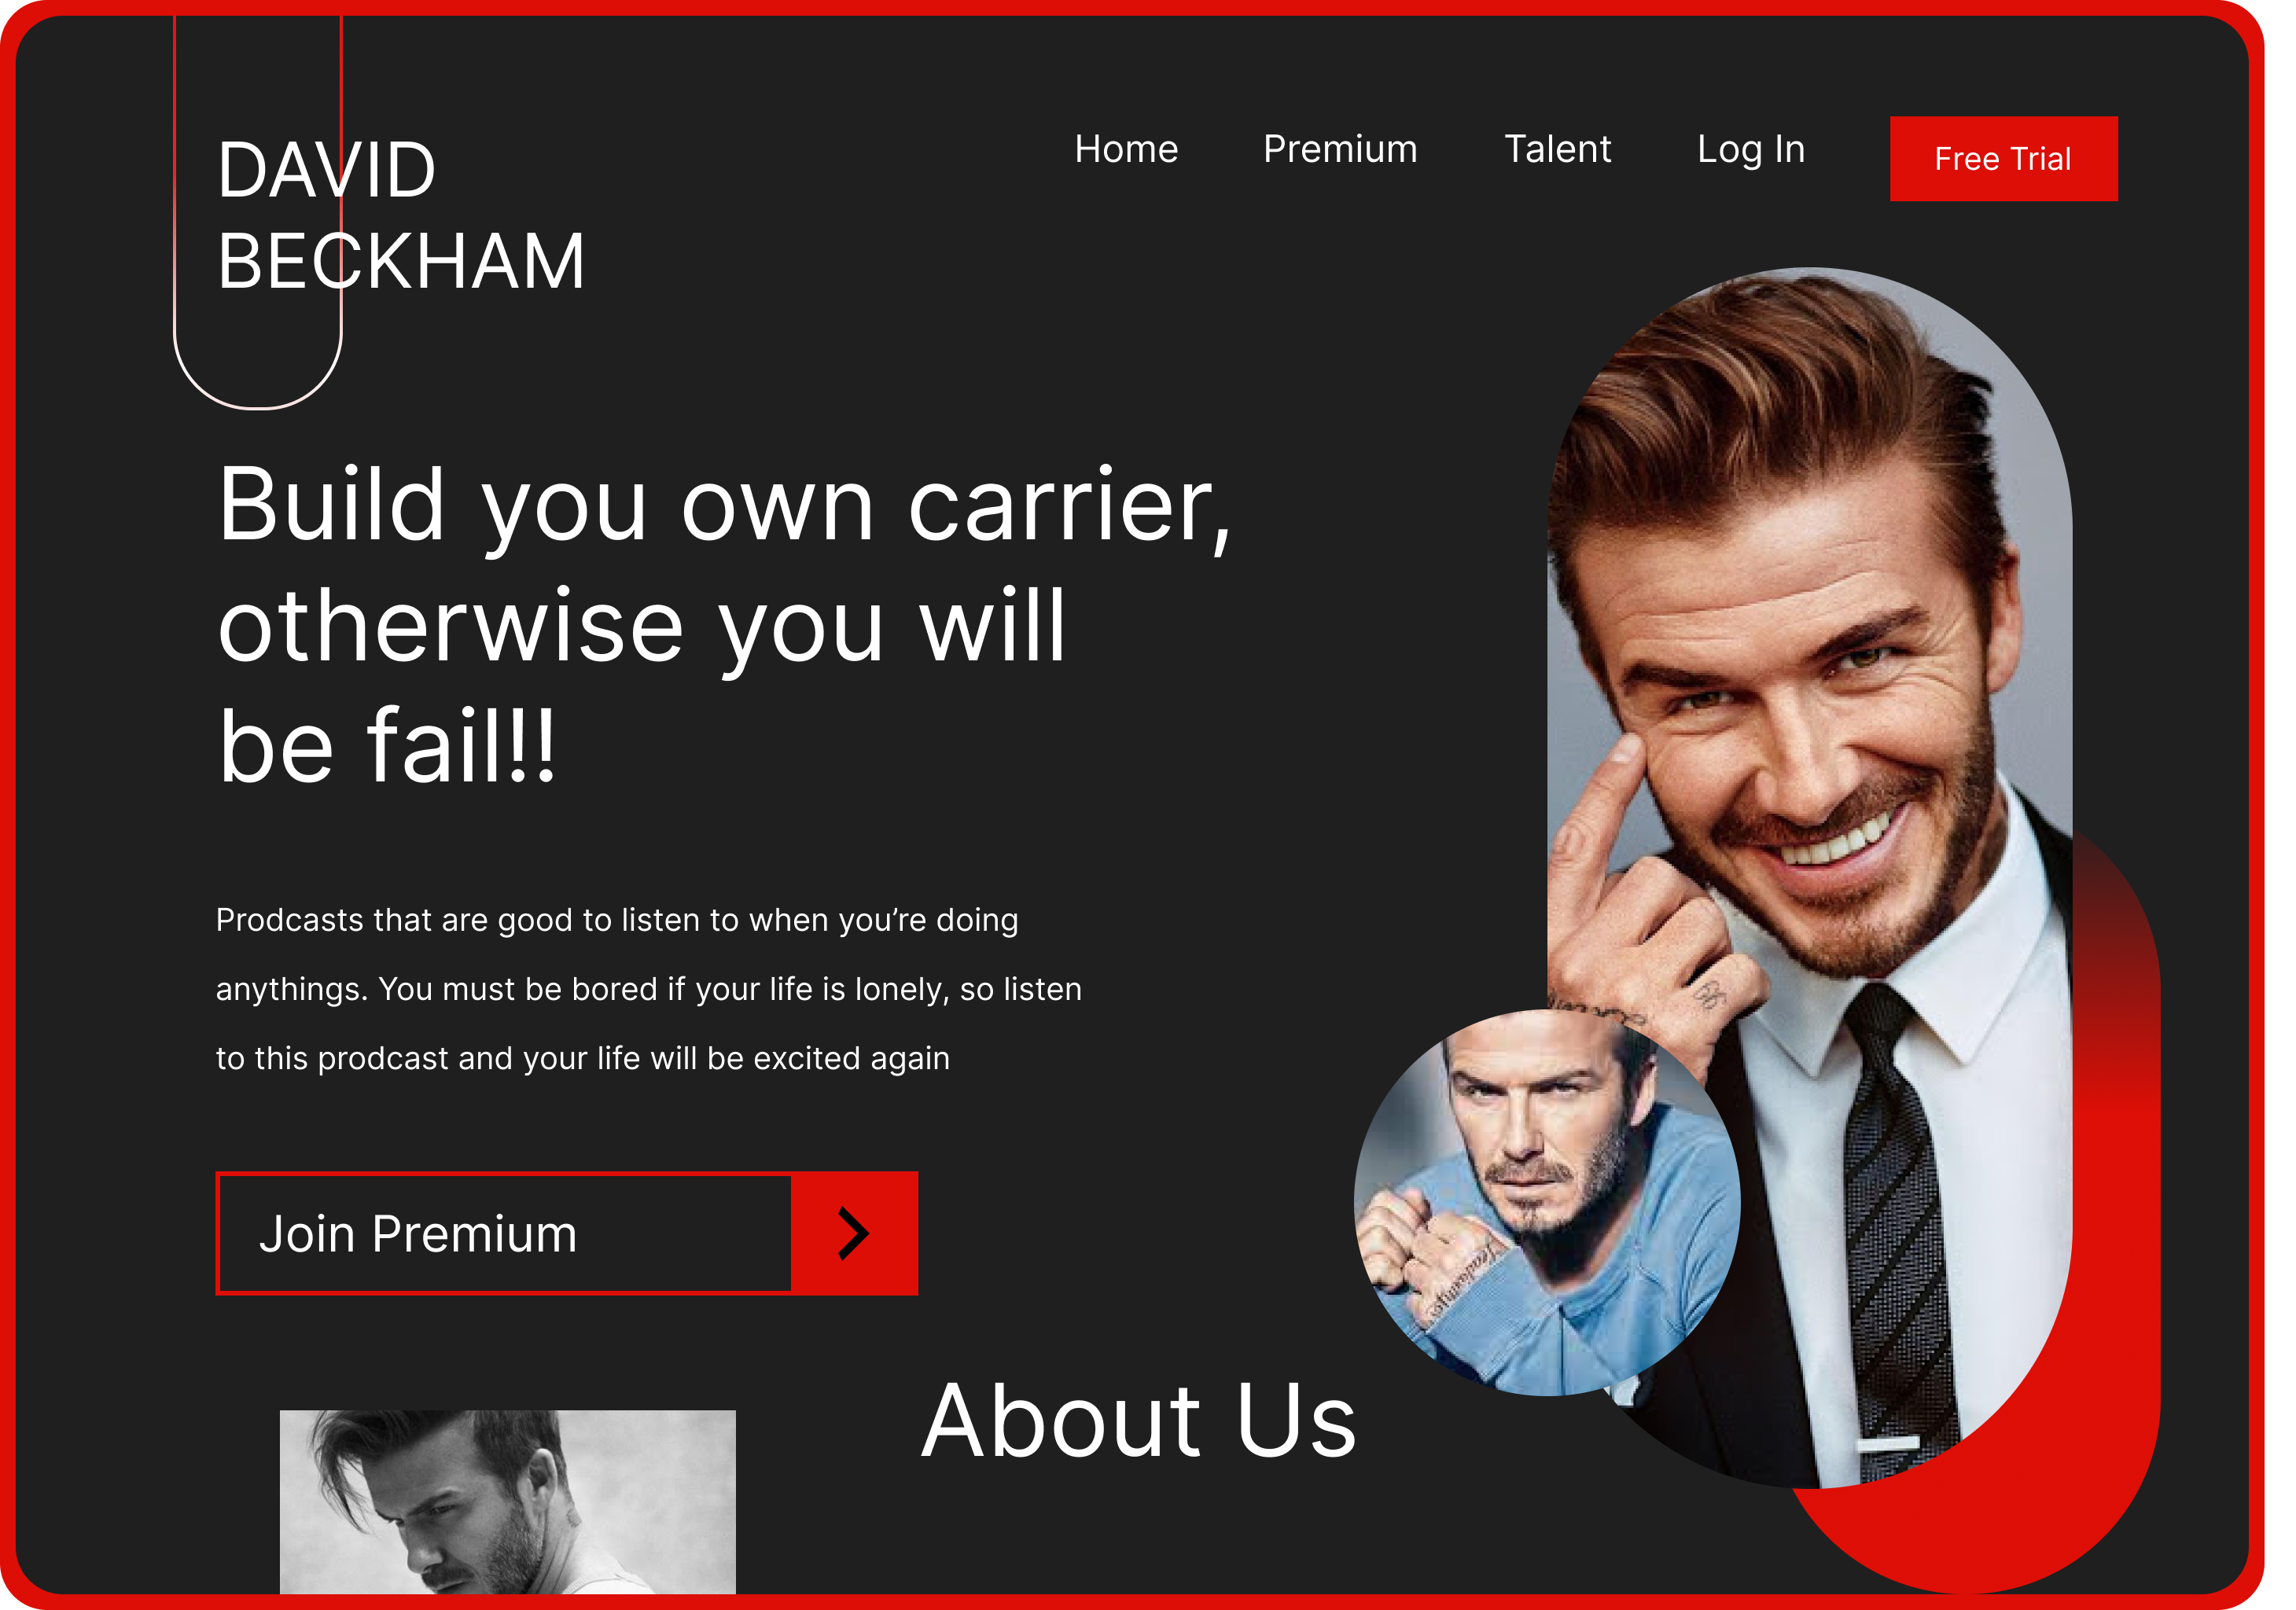 DAVID
BECKHAM
Home Premium Talent Log In Free Trial
Build you own carrier,
otherwise you will
be fail!!
Prodcasts that are good to listen to when you’re doing
anythings. You must be bored if your life is lonely, so listen
to this prodcast and your life will be excited again
Join Premium
About Us